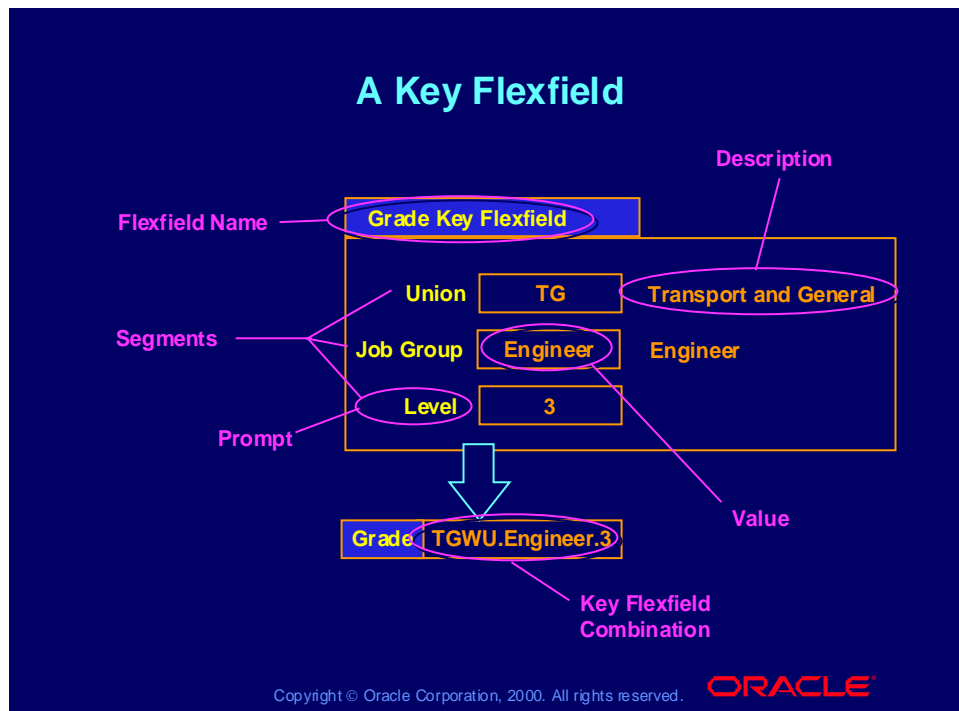 A Key Flexfield
Description
Flexfield Name
Grade Key Flexfield
Union
TG
Transport and General
Segments
Job Group
Engineer
Engineer
Level
3
Prompt
Value
Grade
TGWU.Engineer.3
Key Flexfield
Combination
Copyright © Oracle Corporation, 2000. All rights reserved.
ORACLE®